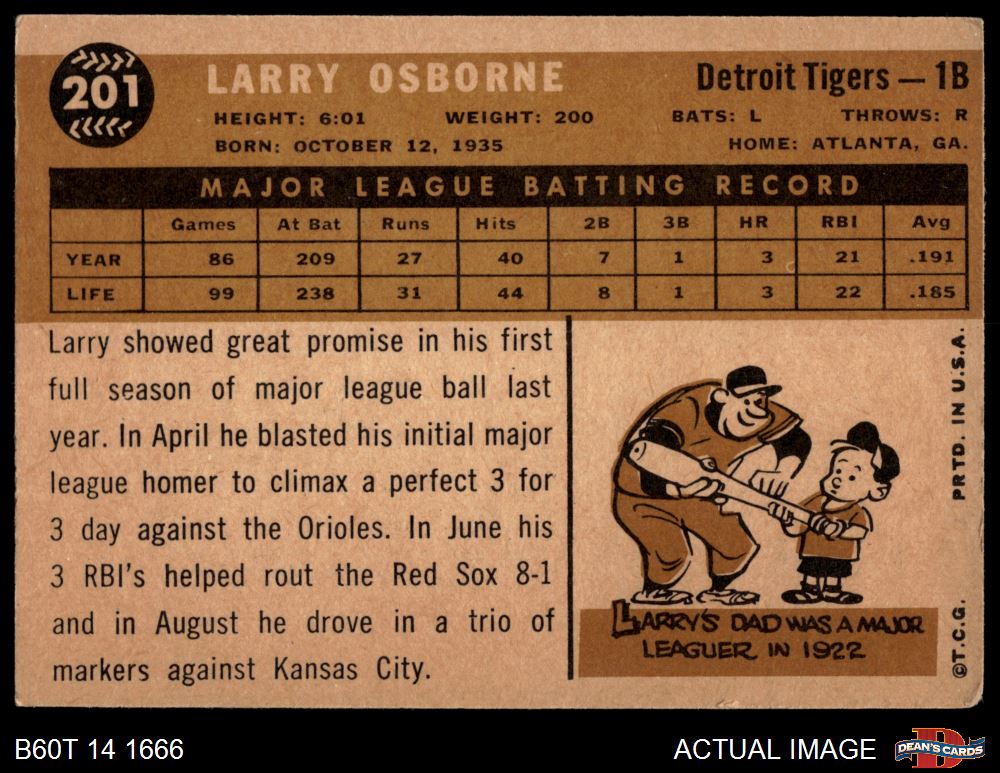 201
LARRY OSBORNE
Detroit Tigers — 1B
HEIGHT: 6:01 WEIGHT: 200 BATS: L THROWS: R
BORN: OCTOBER 12, 1935 HOME: ATLANTA, GA.
MAJOR LEAGUE BATTING RECORD
Games At Bat Runs Hits 2B 3B HR RBI Avg
YEAR 86 209 27 40 7 1 3 21 .191
LIFE 99 238 31 44 8 1 3 22 .185
Larry showed great promise in his first
full season of major league ball last
year. In April he blasted his initial major
league homer to climax a perfect 3 for
3 day against the Orioles. In June his
3 RBI's helped rout the Red Sox 8-1
and in August he drove in a trio of
markers against Kansas City.
LARRY'S DAD WAS A MAJOR
LEAGUER IN 1922
©T.C.G. PRTD. IN U.S.A.
B60T 14 1666
ACTUAL IMAGE
D
DEAN'S CARDS